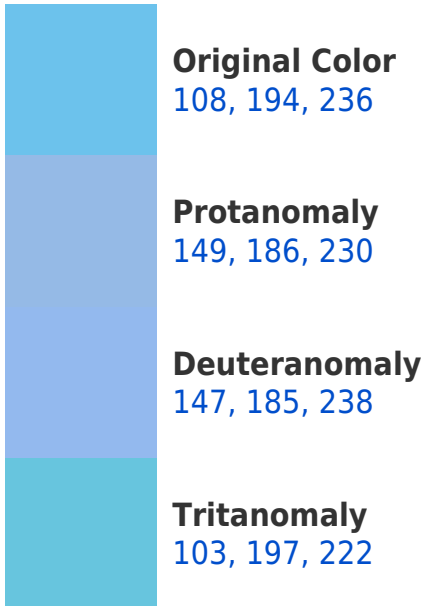 Original Color
108, 194, 236
Protanomaly
149, 186, 230
Deuteranomaly
147, 185, 238
Tritanomaly
103, 197, 222